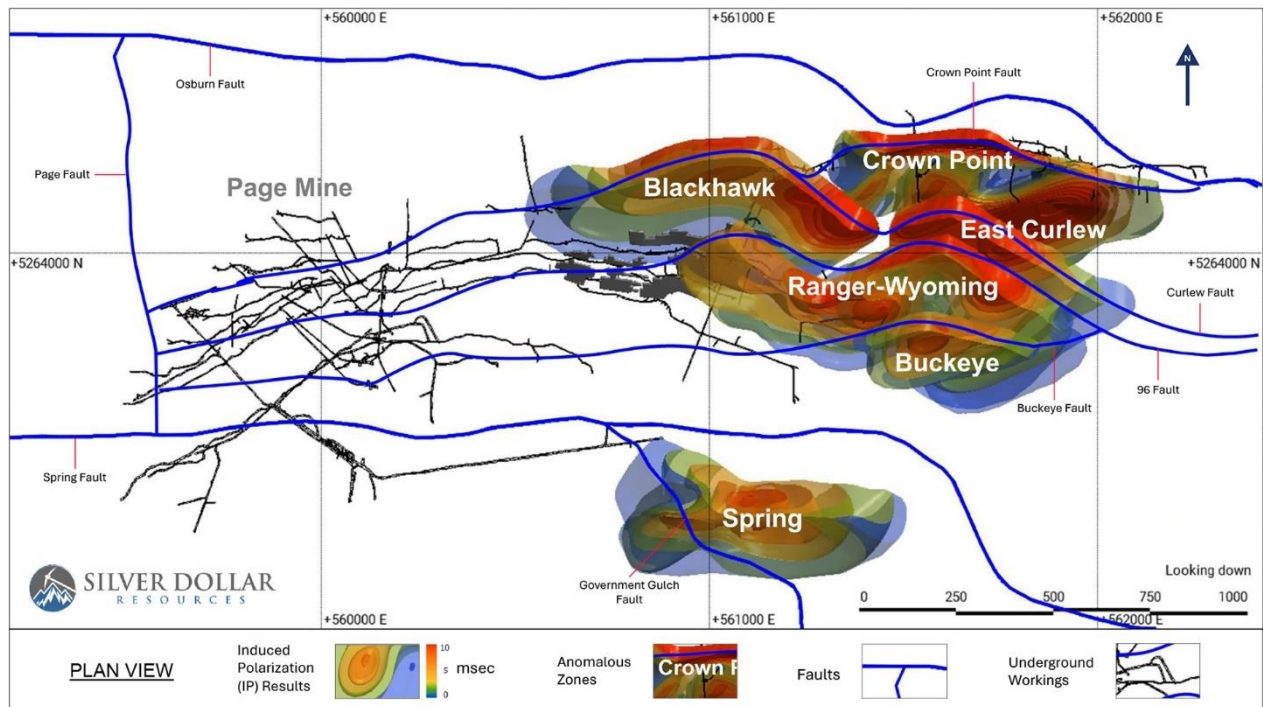 +560000 E
+561000 E
+562000 E
N
Osburn Fault
Crown Point Fault
Page Fault
Page Mine
Blackhawk
Crown Point
East Curlew
+5264000 N
+5264000 N
Ranger-Wyoming
Curlew Fault
Buckeye
96 Fault
Buckeye Fault
Spring Fault
Spring
Government Gulch
Fault
Looking down
SILVER DOLLAR
RESOURCES
0 250 500 750 1000
+560000 E
+561000 E
+562000 E
PLAN VIEW
Induced
Polarization
(IP) Results
10
msec
0
Anomalous
Zones
Crown P
Faults
Underground
Workings